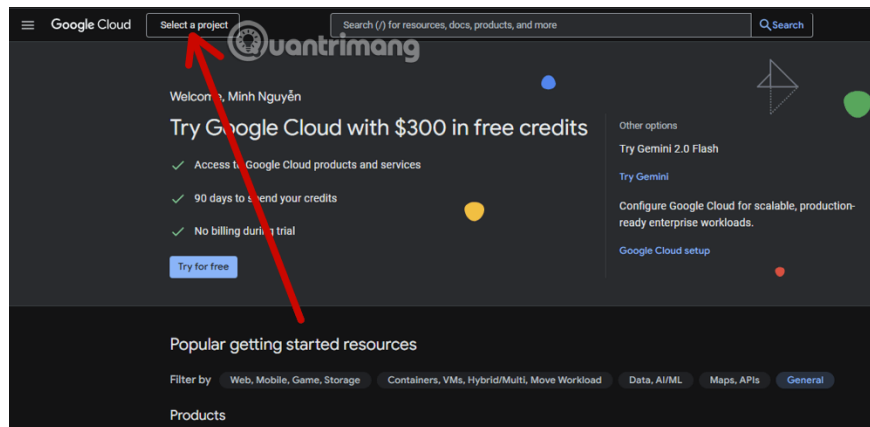 Google Cloud
Select a project
Search (/) for resources, docs, products, and more
Search
Quantrimang
Welcome, Minh Nguyễn
Try Google Cloud with $300 in free credits
Access to Google Cloud products and services
90 days to spend your credits
No billing during trial
Try for free
Other options
Try Gemini 2.0 Flash
Try Gemini
Configure Google Cloud for scalable, production-
ready enterprise workloads.
Google Cloud setup
Popular getting started resources
Filter by
Web, Mobile, Game, Storage
Containers, VMs, Hybrid/Multi, Move Workload
Data, AI/ML
Maps, APIs
General
Products